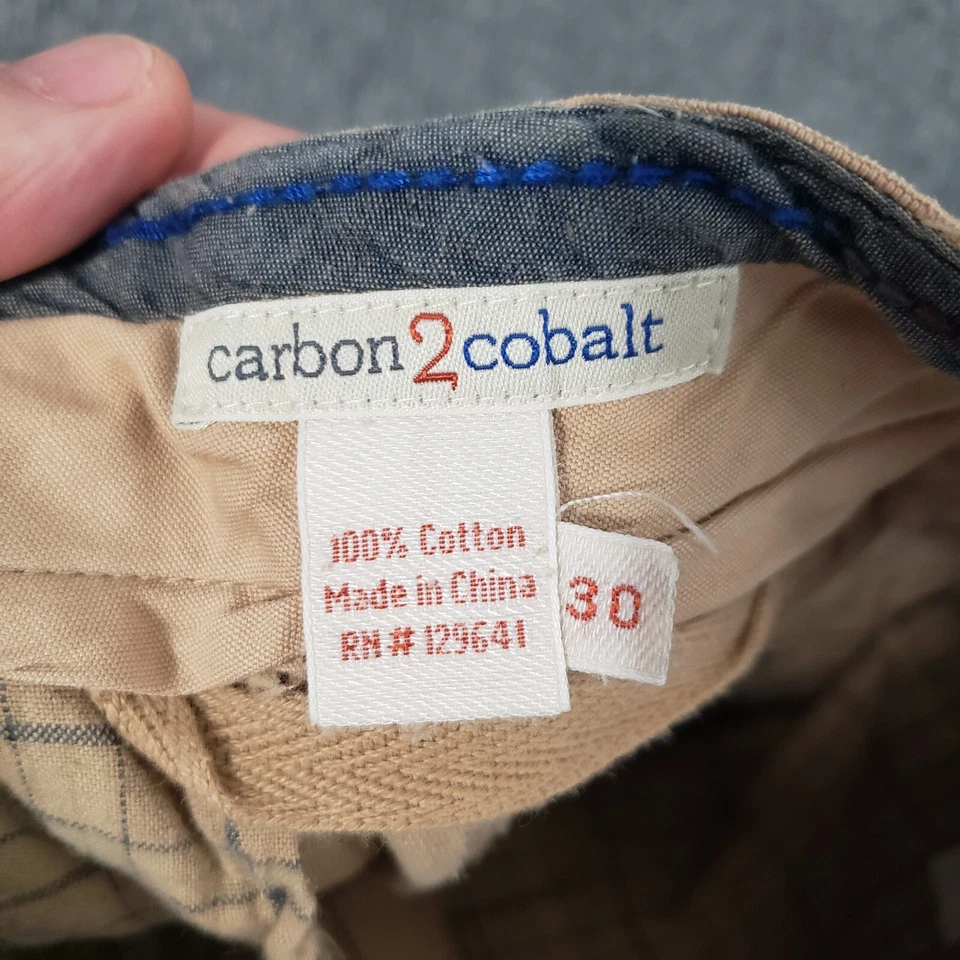 carbon2cobalt
100% Cotton
Made in China
RN# 129641
30